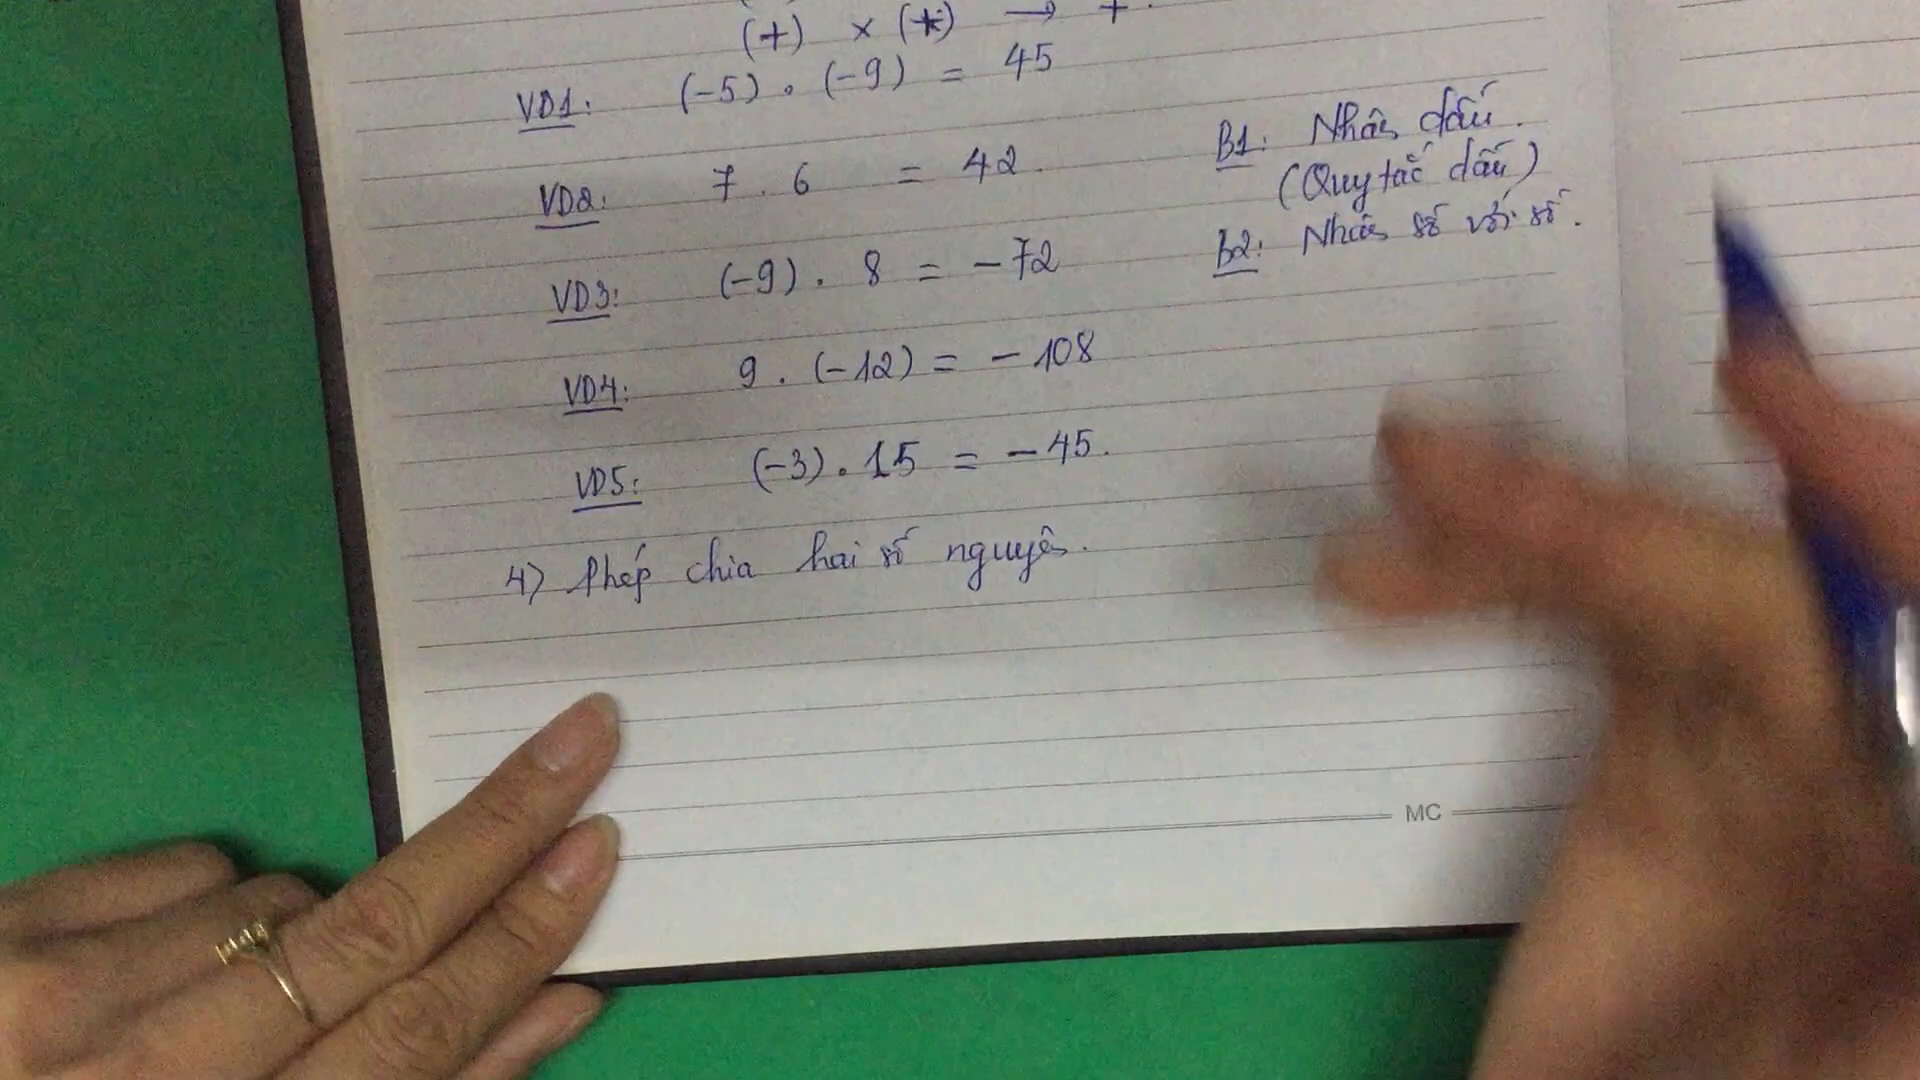 (+) × (+) → +
VD1: (-5) . (-9) = 45
VD2: 7 . 6 = 42.
VD3: (-9) . 8 = -72
VD4: 9 . (-12) = -108
VD5: (-3) . 15 = -45.
4) Phép chia hai số nguyên.
B1: Nhân dấu.
(Quy tắc dấu)
B2: Nhân số với số.
MC